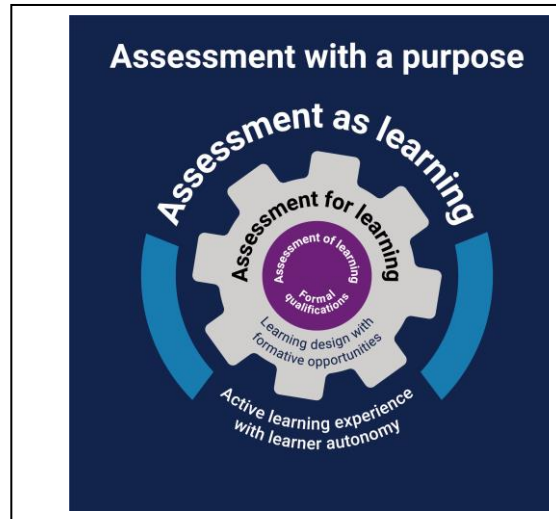 Assessment with a purpose
Assessment as learning
Assessment for learning
Assessment of learning
Formal
qualifications
Learning design with
formative opportunities
Active learning experience
with learner autonomy